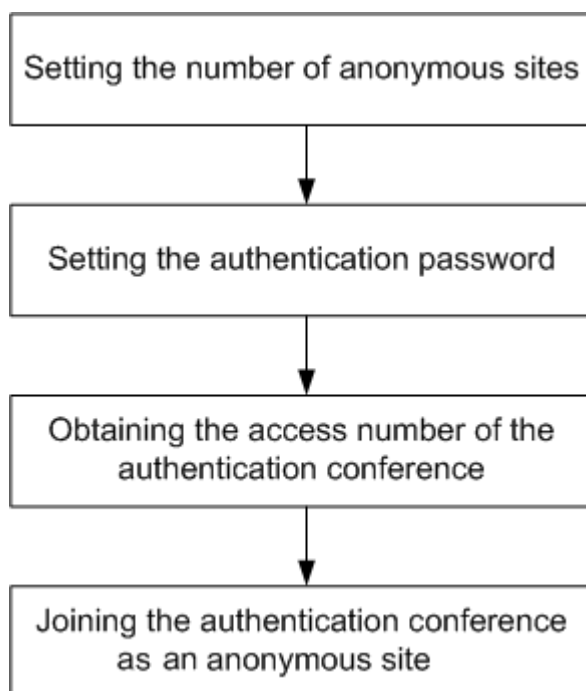 Setting the number of anonymous sites
Setting the authentication password
Obtaining the access number of the
authentication conference
Joining the authentication conference
as an anonymous site